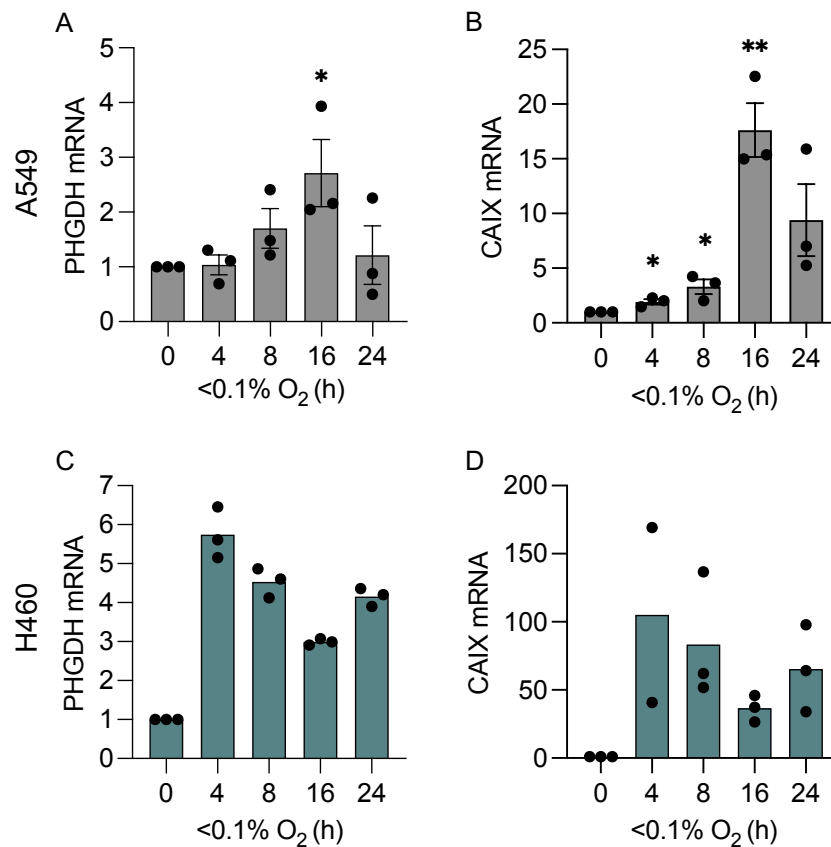 A
A549
PHGDH mRNA
5
4
3
2
1
0
*
0 4 8 16 24
<0.1% O₂ (h)
B
CAIX mRNA
25
20
15
10
5
0
* * **
0 4 8 16 24
<0.1% O₂ (h)
C
H460
PHGDH mRNA
7
6
5
4
3
2
1
0
0 4 8 16 24
<0.1% O₂ (h)
D
CAIX mRNA
200
150
100
50
0
0 4 8 16 24
<0.1% O₂ (h)